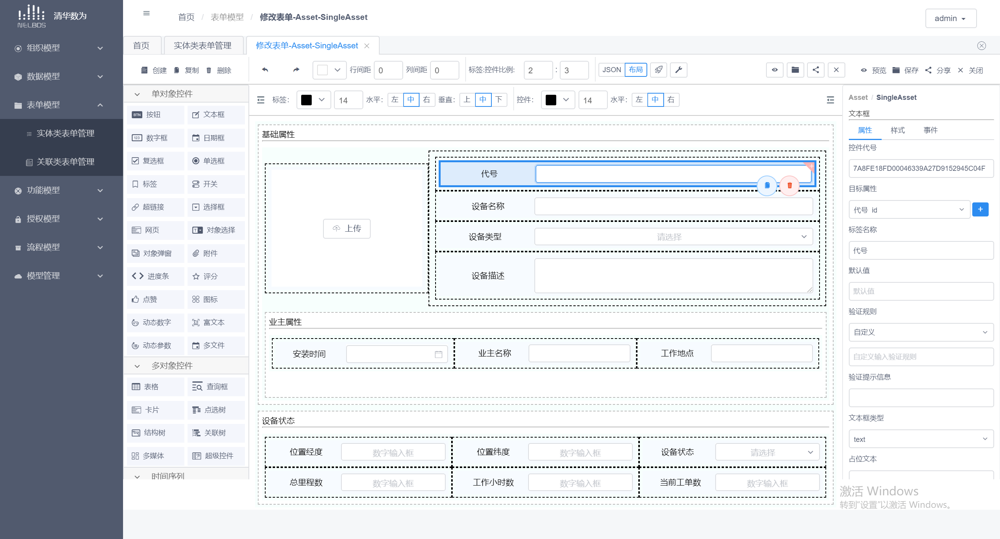 清华数为
NELBDS
首页 / 表单模型 / 修改表单-Asset-SingleAsset
admin
组织模型
数据模型
表单模型
实体类表单管理
关联类表单管理
功能模型
授权模型
流程模型
模型管理
首页 实体类表单管理 修改表单-Asset-SingleAsset
创建 复制 删除
行间距 0 列间距 0 标签:控件比例: 2 : 3 JSON 布局
预览 保存 分享 关闭
单对象控件
BTN 按钮 文本框
123 数字框 日期框
复选框 单选框
标签 开关
超链接 选择框
网页 对象选择
对象弹窗 附件
进度条 评分
点赞 图标
动态数字 富文本
动态参数 多文件
多对象控件
表格 查询框
卡片 点选树
结构树 关联树
多媒体 超级控件
时间序列
标签: 14 水平: 左 中 右 垂直: 上 中 下 控件: 14 水平: 左 中 右
基础属性
上传
代号
设备名称
设备类型 请选择
设备描述
业主属性
安装时间 业主名称 工作地点
设备状态
位置经度 数字输入框 位置纬度 数字输入框 设备状态 请选择
总里程数 数字输入框 工作小时数 数字输入框 当前工单数 数字输入框
Asset / SingleAsset
文本框
属性 样式 事件
控件代号
7A8FE18FD00046339A27D9152945C04F
目标属性
代号 id
标签名称
代号
默认值
默认值
验证规则
自定义
自定义输入验证规则
验证提示信息
文本框类型
text
占位文本
激活 Windows
转到“设置”以激活 Windows。